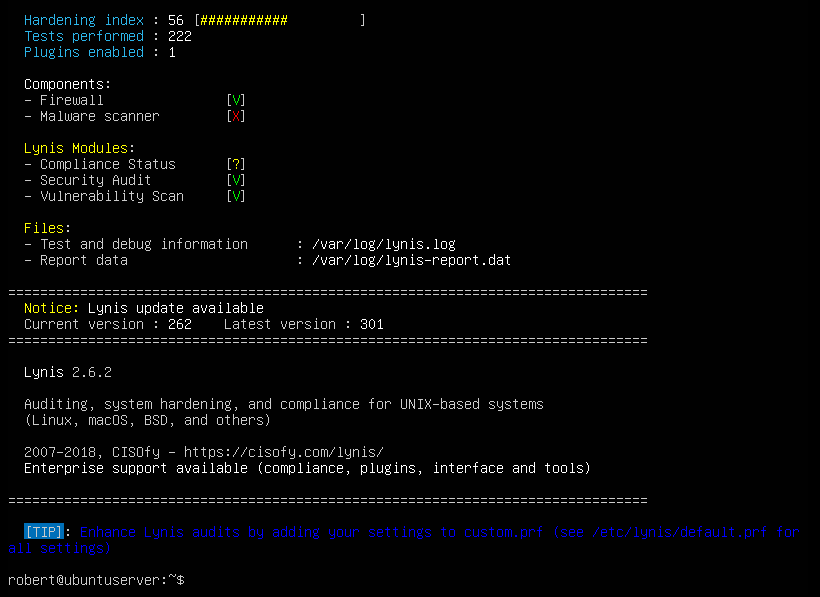 Hardening index : 56 [###########         ]
Tests performed : 222
Plugins enabled : 1
Components:
- Firewall [V]
- Malware scanner [X]
Lynis Modules:
- Compliance Status [?]
- Security Audit [V]
- Vulnerability Scan [V]
Files:
- Test and debug information : /var/log/lynis.log
- Report data : /var/log/lynis-report.dat
================================================================================
Notice: Lynis update available
Current version : 262    Latest version : 301
================================================================================
Lynis 2.6.2
Auditing, system hardening, and compliance for UNIX-based systems
(Linux, macOS, BSD, and others)
2007-2018, CISOfy - https://cisofy.com/lynis/
Enterprise support available (compliance, plugins, interface and tools)
================================================================================
[TIP]: Enhance Lynis audits by adding your settings to custom.prf (see /etc/lynis/default.prf for
all settings)
robert@ubuntuserver:~$